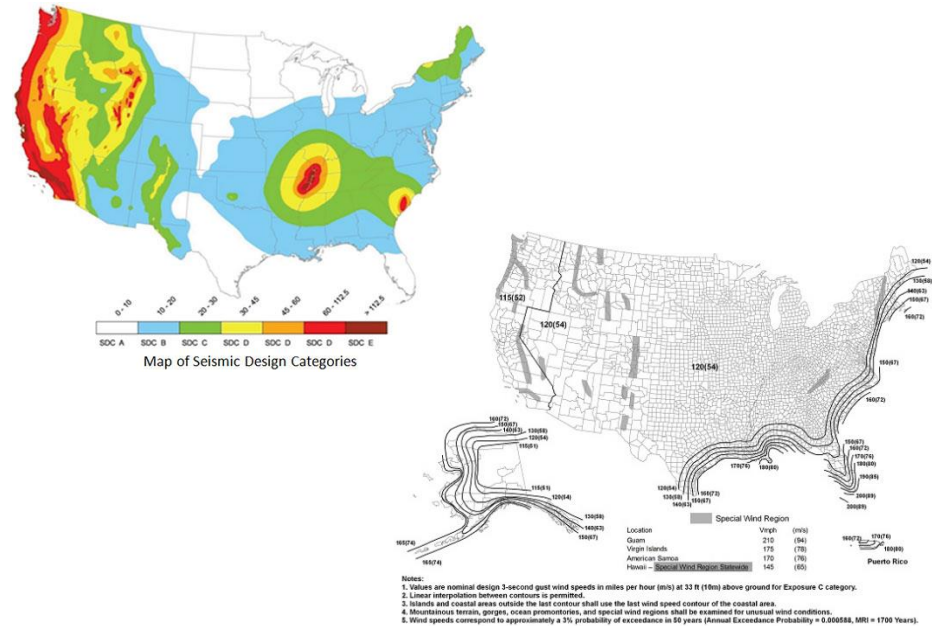 0 - 10
10 - 20
20 - 30
30 - 45
45 - 60
60 - 112.5
> 112.5
SDC A SDC B SDC C SDC D SDC D SDC D SDC E
Map of Seismic Design Categories
115(52)
120(54)
120(54)
120(54)
130(58)
140(63)
150(67)
160(72)
150(67)
160(72)
150(67)
160(72)
170(76)
180(80)
190(85)
200(89)
200(89)
170(76)
180(80)
120(54)
130(58)
140(63)
150(67)
160(72)
160(72)
150(67)
140(63)
130(58)
120(54)
110(51)
115(51)
120(54)
130(58)
140(63)
150(67)
165(74)
165(74)
Special Wind Region
Location Vmph (m/s)
Guam 210 (94)
Virgin Islands 175 (78)
American Samoa 170 (76)
Hawaii – Special Wind Region Statewide 145 (65)
160(72)
170(76)
180(80)
Puerto Rico
Notes:
1. Values are nominal design 3-second gust wind speeds in miles per hour (m/s) at 33 ft (10m) above ground for Exposure C category.
2. Linear interpolation between contours is permitted.
3. Islands and coastal areas outside the last contour shall use the last wind speed contour of the coastal area.
4. Mountainous terrain, gorges, ocean promontories, and special wind regions shall be examined for unusual wind conditions.
5. Wind speeds correspond to approximately a 3% probability of exceedance in 50 years (Annual Exceedance Probability = 0.000588, MRI = 1700 Years).